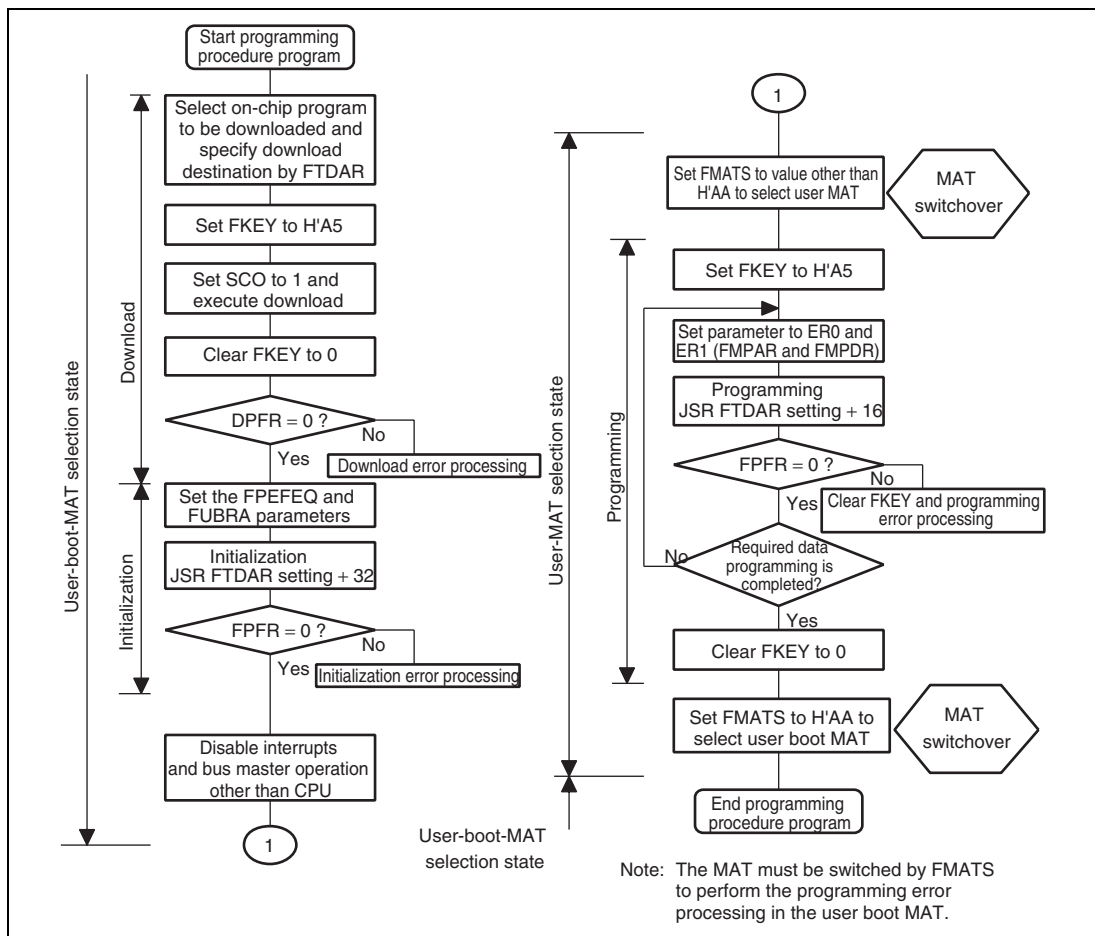 Start programming
procedure program
Select on-chip program
to be downloaded and
specify download
destination by FTDAR
Set FKEY to H'A5
Set SCO to 1 and
execute download
Clear FKEY to 0
DPFR = 0 ?
No
Yes
Download error processing
Set the FPEFEQ and
FUBRA parameters
Initialization
JSR FTDAR setting + 32
FPFR = 0 ?
No
Yes
Initialization error processing
Disable interrupts
and bus master operation
other than CPU
1
Download
Initialization
User-boot-MAT selection state
1
Set FMATS to value other than
H'AA to select user MAT
MAT
switchover
Set FKEY to H'A5
Set parameter to ER0 and
ER1 (FMPAR and FMPDR)
Programming
JSR FTDAR setting + 16
FPFR = 0 ?
No
Yes
Clear FKEY and programming
error processing
Required data
programming is
completed?
No
Yes
Clear FKEY to 0
Set FMATS to H'AA to
select user boot MAT
MAT
switchover
End programming
procedure program
Programming
User-MAT selection state
User-boot-MAT
selection state
Note: The MAT must be switched by FMATS
to perform the programming error
processing in the user boot MAT.